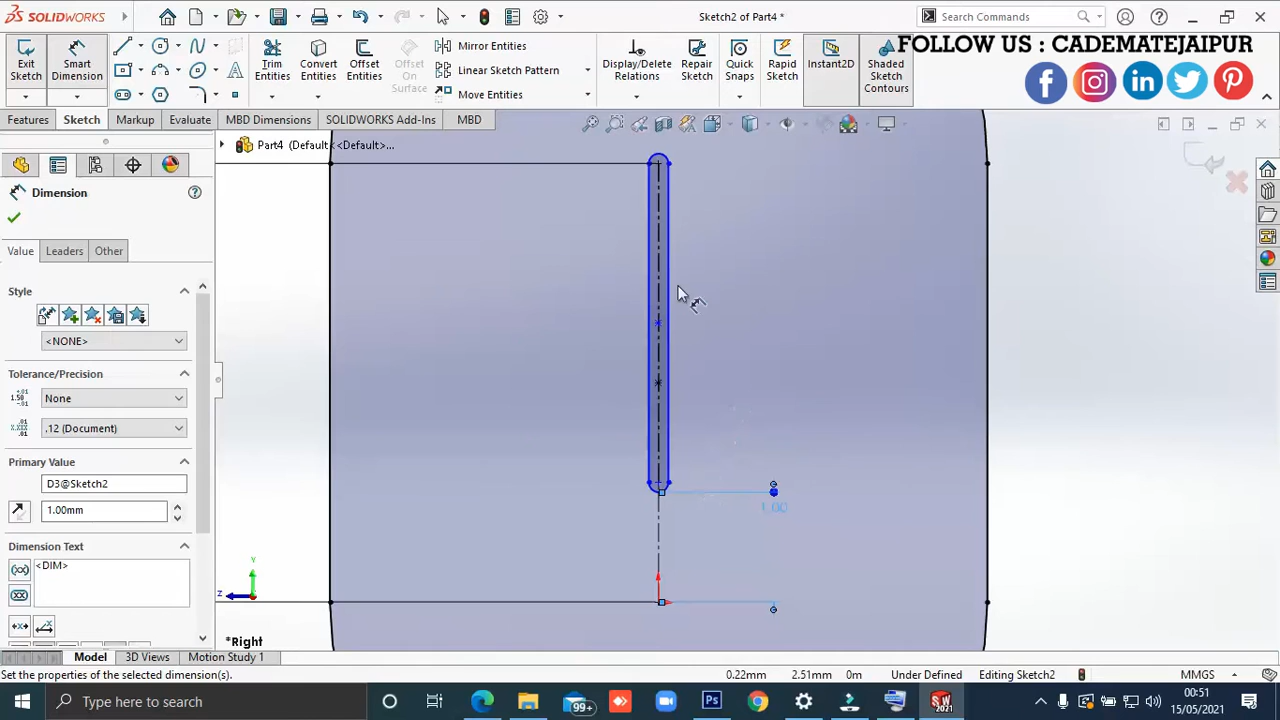 SOLIDWORKS
Sketch2 of Part4 *
Search Commands
FOLLOW US : CADEMATEJAIPUR
Exit Sketch
Smart Dimension
Trim Entities
Convert Entities
Offset Entities
Offset On Surface
Mirror Entities
Linear Sketch Pattern
Move Entities
Display/Delete Relations
Repair Sketch
Quick Snaps
Rapid Sketch
Instant2D
Shaded Sketch Contours
Features
Sketch
Markup
Evaluate
MBD Dimensions
SOLIDWORKS Add-Ins
MBD
Part4 (Default<<Default>...
Dimension
Value
Leaders
Other
Style
<NONE>
Tolerance/Precision
None
.12 (Document)
Primary Value
D3@Sketch2
1.00mm
Dimension Text
<DIM>
1.00
Y
Z
*Right
Model
3D Views
Motion Study 1
Set the properties of the selected dimension(s).
0.22mm
2.51mm
0m
Under Defined
Editing Sketch2
MMGS
Type here to search
99+
00:51
15/05/2021